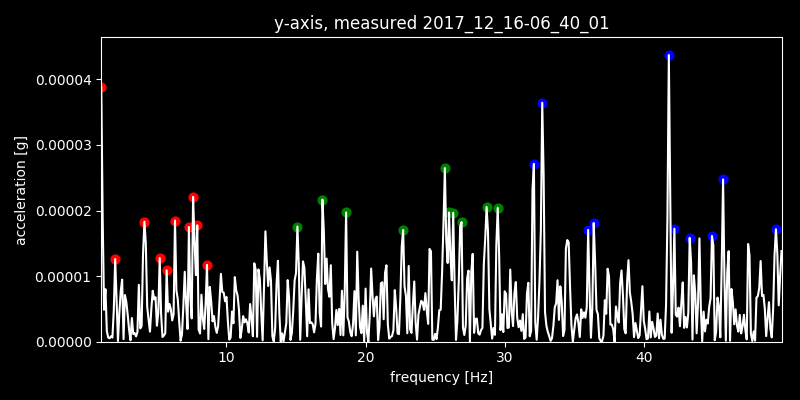 y-axis, measured 2017_12_16-06_40_01
0.00004
0.00003
0.00002
0.00001
0.00000
acceleration [g]
10 20 30 40
frequency [Hz]